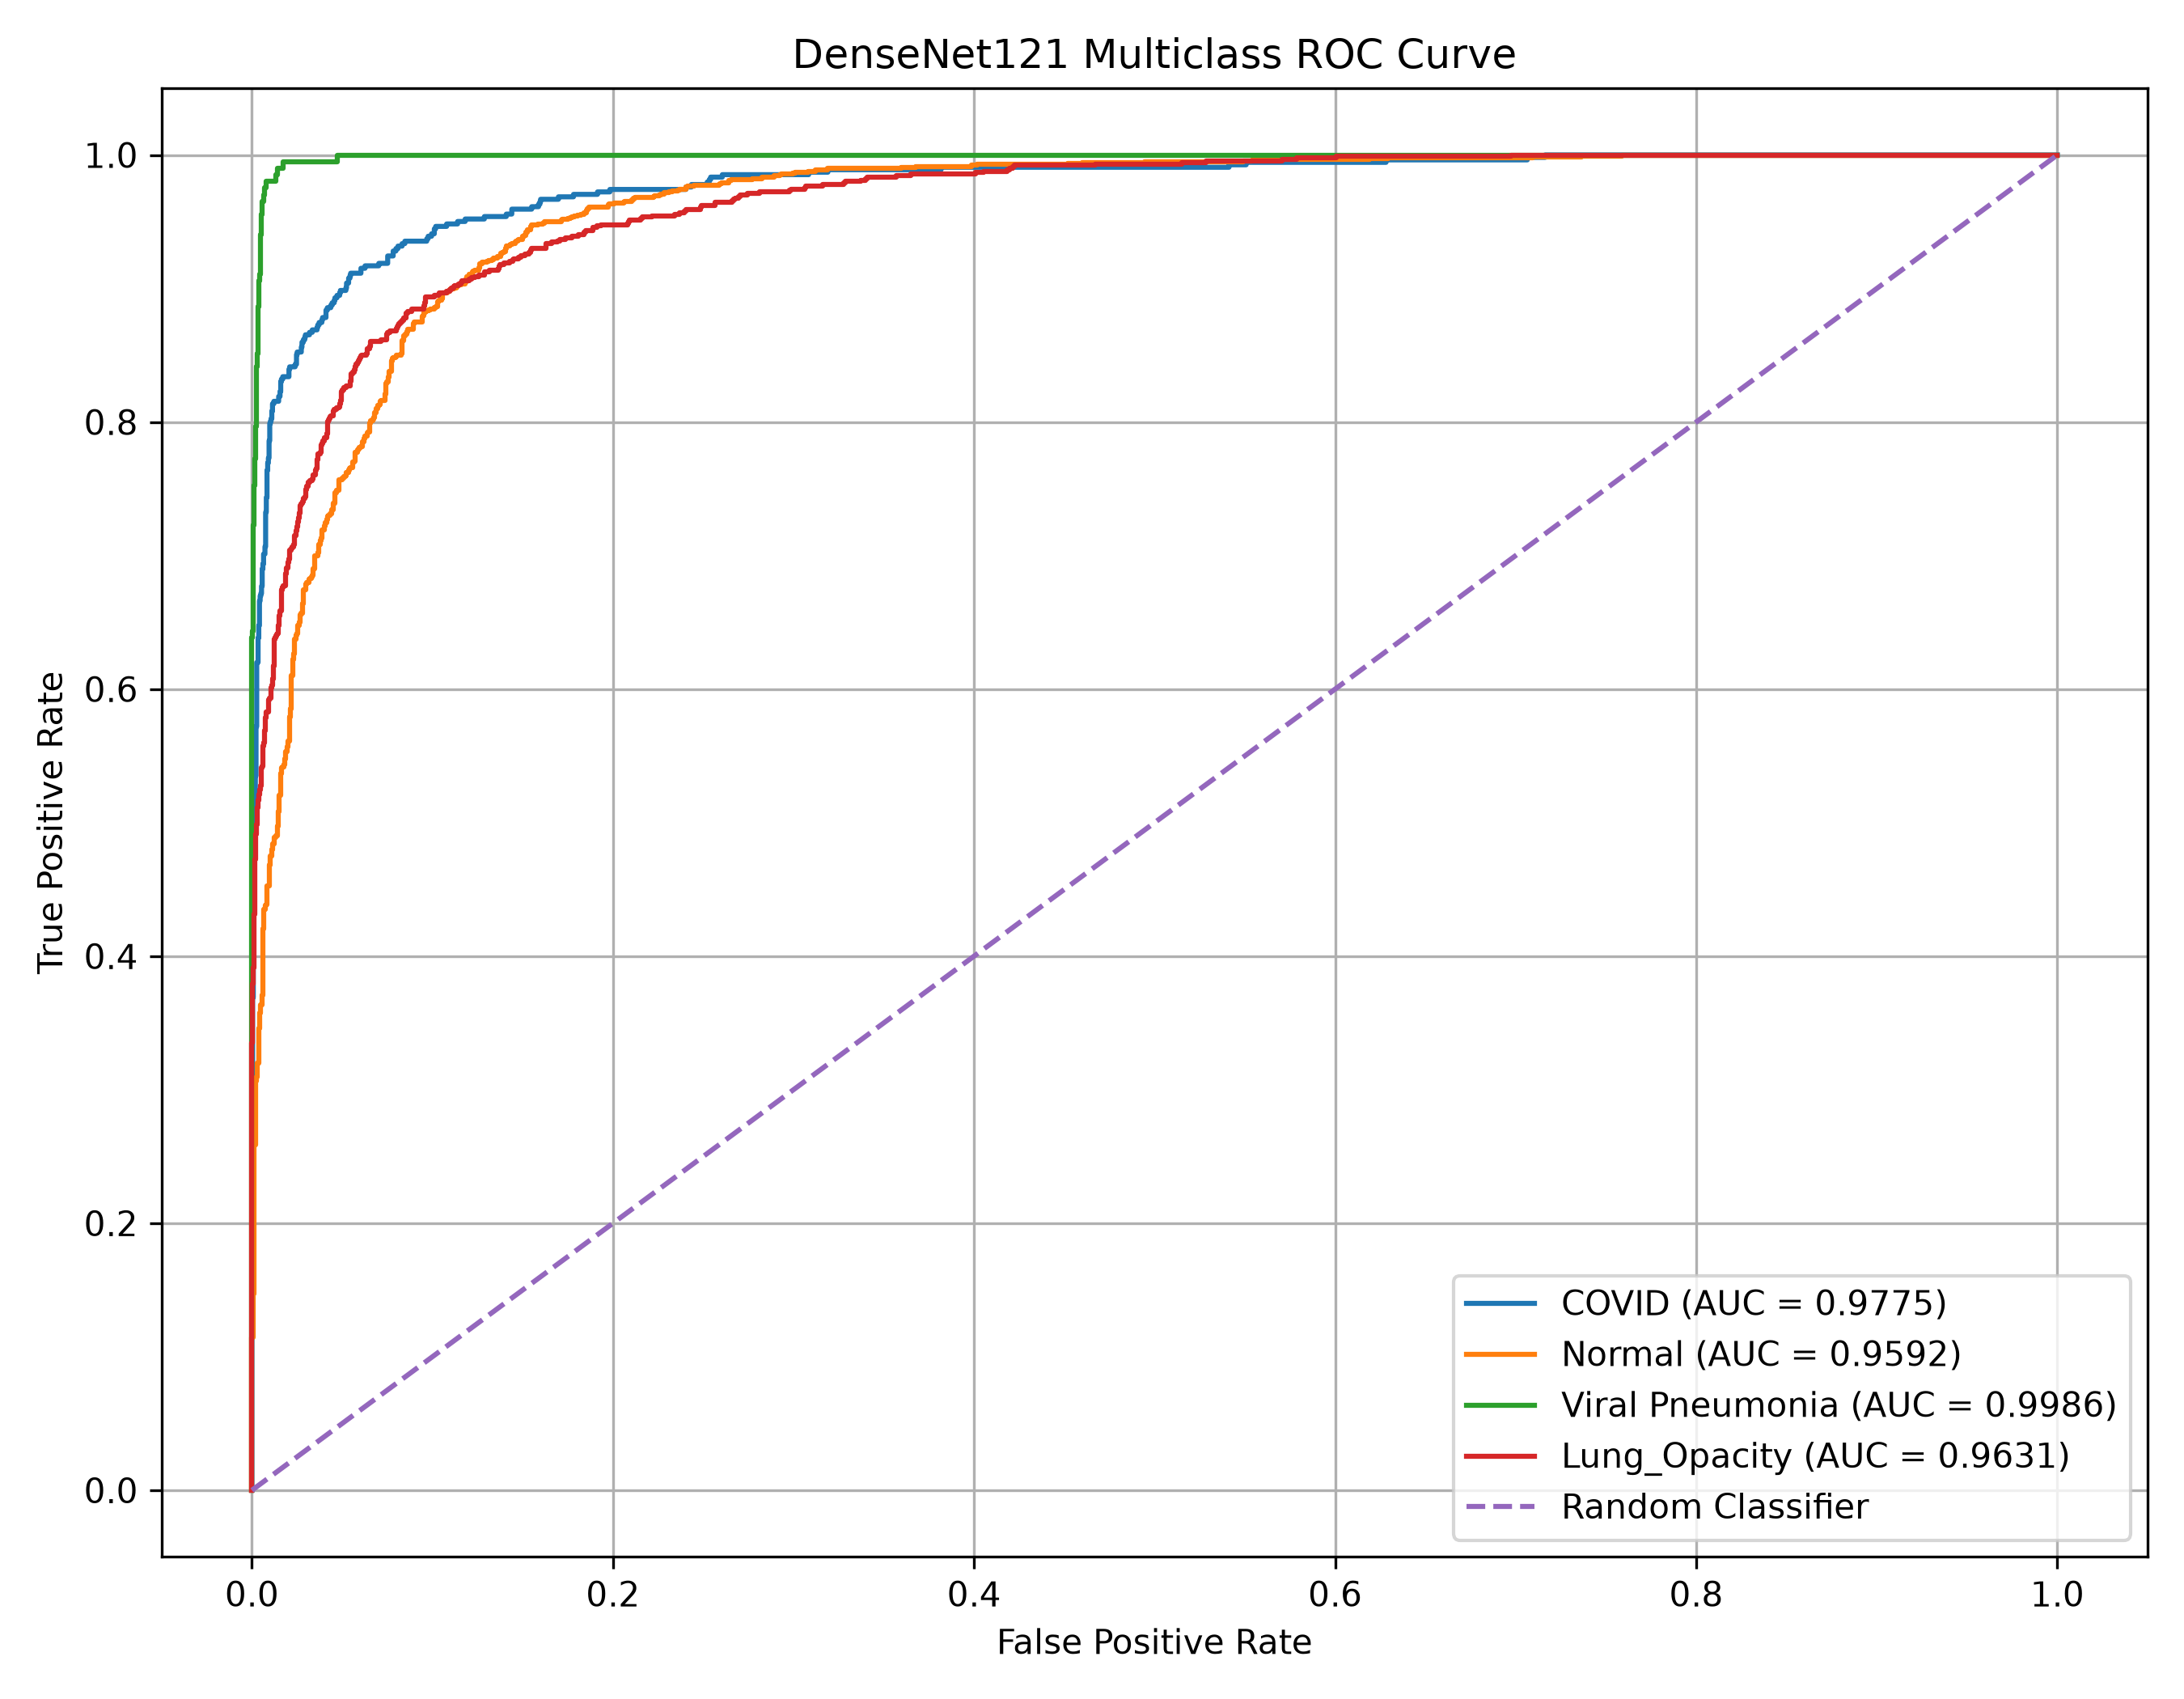 DenseNet121 Multiclass ROC Curve
True Positive Rate
1.0
0.8
0.6
0.4
0.2
0.0
COVID (AUC = 0.9775)
Normal (AUC = 0.9592)
Viral Pneumonia (AUC = 0.9986)
Lung_Opacity (AUC = 0.9631)
Random Classifier
0.0 0.2 0.4 0.6 0.8 1.0
False Positive Rate